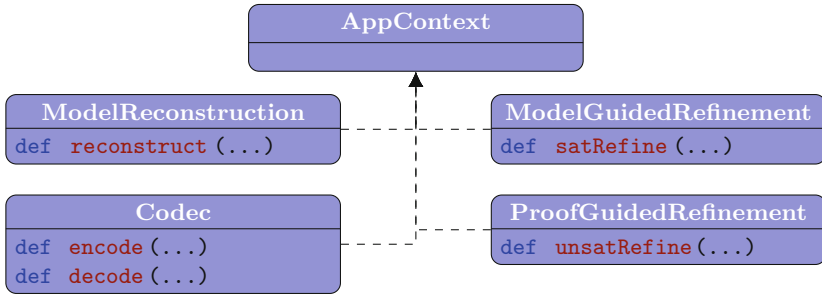 AppContext
ModelReconstruction
def reconstruct(...)
ModelGuidedRefinement
def satRefine(...)
Codec
def encode(...)
def decode(...)
ProofGuidedRefinement
def unsatRefine(...)